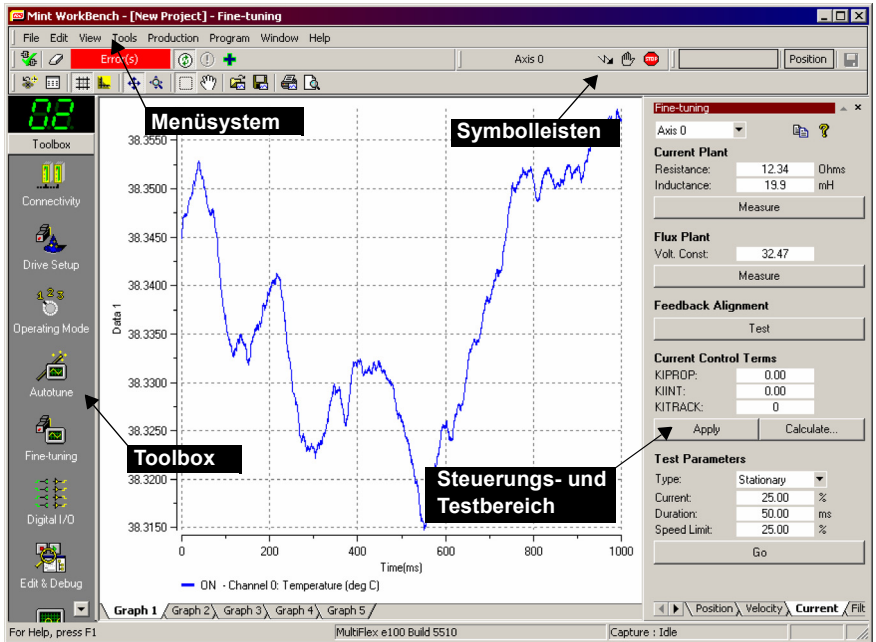 Mint WorkBench - [New Project] - Fine-tuning
File Edit View Tools Production Program Window Help
Error(s)
Axis 0
STOP
Position
02
Toolbox
Connectivity
Drive Setup
1 2 3
Operating Mode
Autotune
Fine-tuning
Digital I/O
Edit & Debug
Menüsystem
Symbolleisten
Toolbox
Steuerungs- und
Testbereich
Data 1
38.3550
38.3500
38.3450
38.3400
38.3350
38.3300
38.3250
38.3200
38.3150
0 200 400 600 800 1000
Time(ms)
ON - Channel 0: Temperature (deg C)
Graph 1 Graph 2 Graph 3 Graph 4 Graph 5
Fine-tuning
Axis 0
Current Plant
Resistance: 12.34 Ohms
Inductance: 19.9 mH
Measure
Flux Plant
Volt. Const: 32.47
Measure
Feedback Alignment
Test
Current Control Terms
KIPROP: 0.00
KIINT: 0.00
KITRACK: 0
Apply Calculate...
Test Parameters
Type: Stationary
Current: 25.00 %
Duration: 50.00 ms
Speed Limit: 25.00 %
Go
Position Velocity Current Filt
For Help, press F1
MultiFlex e100 Build 5510
Capture : Idle